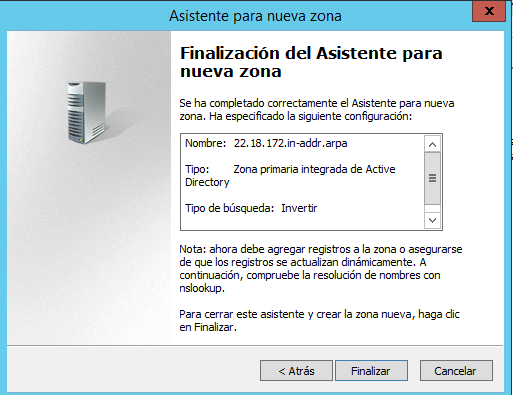 Asistente para nueva zona
x
Finalización del Asistente para
nueva zona
Se ha completado correctamente el Asistente para nueva
zona. Ha especificado la siguiente configuración:
Nombre: 22.18.172.in-addr.arpa
Tipo: Zona primaria integrada de Active
Directory
Tipo de búsqueda: Invertir
Nota: ahora debe agregar registros a la zona o asegurarse
de que los registros se actualizan dinámicamente. A
continuación, compruebe la resolución de nombres con
nslookup.
Para cerrar este asistente y crear la zona nueva, haga clic
en Finalizar.
< Atrás Finalizar Cancelar